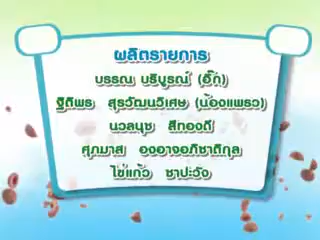 ผลิตรายการ
บรรณ บริบูรณ์ (อิ๊ก)
ฐิติพร สุรวัฒนวิเศษ (น้องแพรว)
นวลนุช สีทองดี
ศุภมาส องอาจอภิชาติกุล
ไข่แก้ว ซาปะวัง